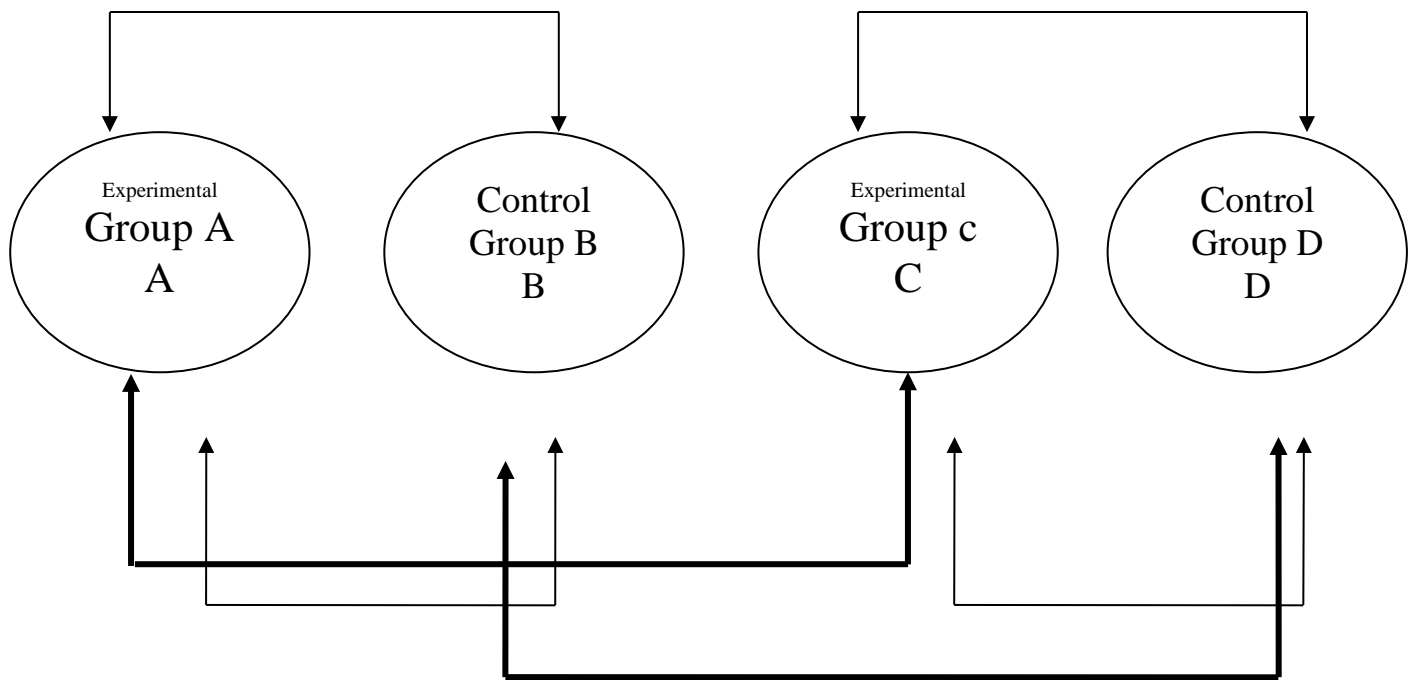 Experimental
Group A
A
Control
Group B
B
Experimental
Group c
C
Control
Group D
D